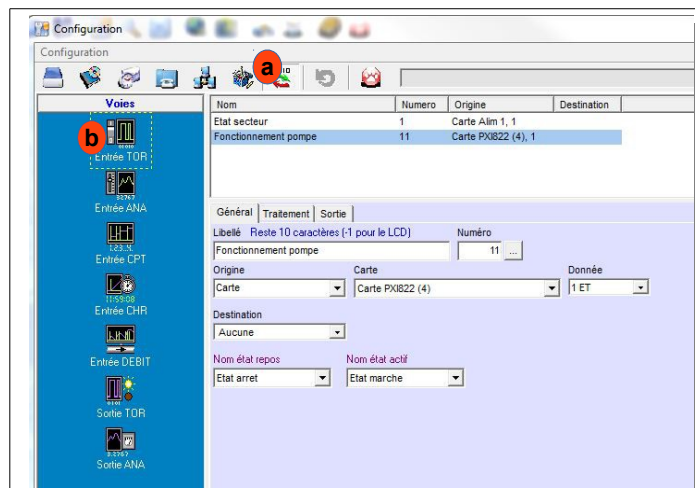 Configuration
Configuration
a
Voies
b
Entrée TOR
Entrée ANA
Entrée CPT
11:59:08
Entrée CHR
Entrée DEBIT
Sortie TOR
Sortie ANA
Nom Numero Origine Destination
Etat secteur 1 Carte Alim 1, 1
Fonctionnement pompe 11 Carte PXI822 (4), 1
Général Traitement Sortie
Libellé Reste 10 caractères (-1 pour le LCD) Numéro
Fonctionnement pompe 11 ...
Origine Carte Donnée
Carte Carte PXI822 (4) 1 ET
Destination
Aucune
Nom état repos Nom état actif
Etat arret Etat marche